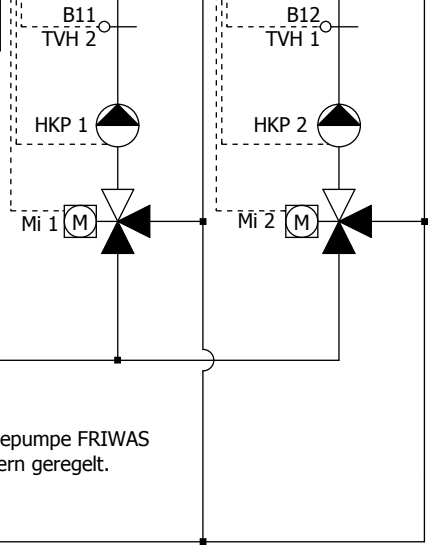 B11
TVH 2
B12
TVH 1
HKP 1
HKP 2
Mi 1
M
Mi 2
M
epumpe FRIWAS
ern geregelt.